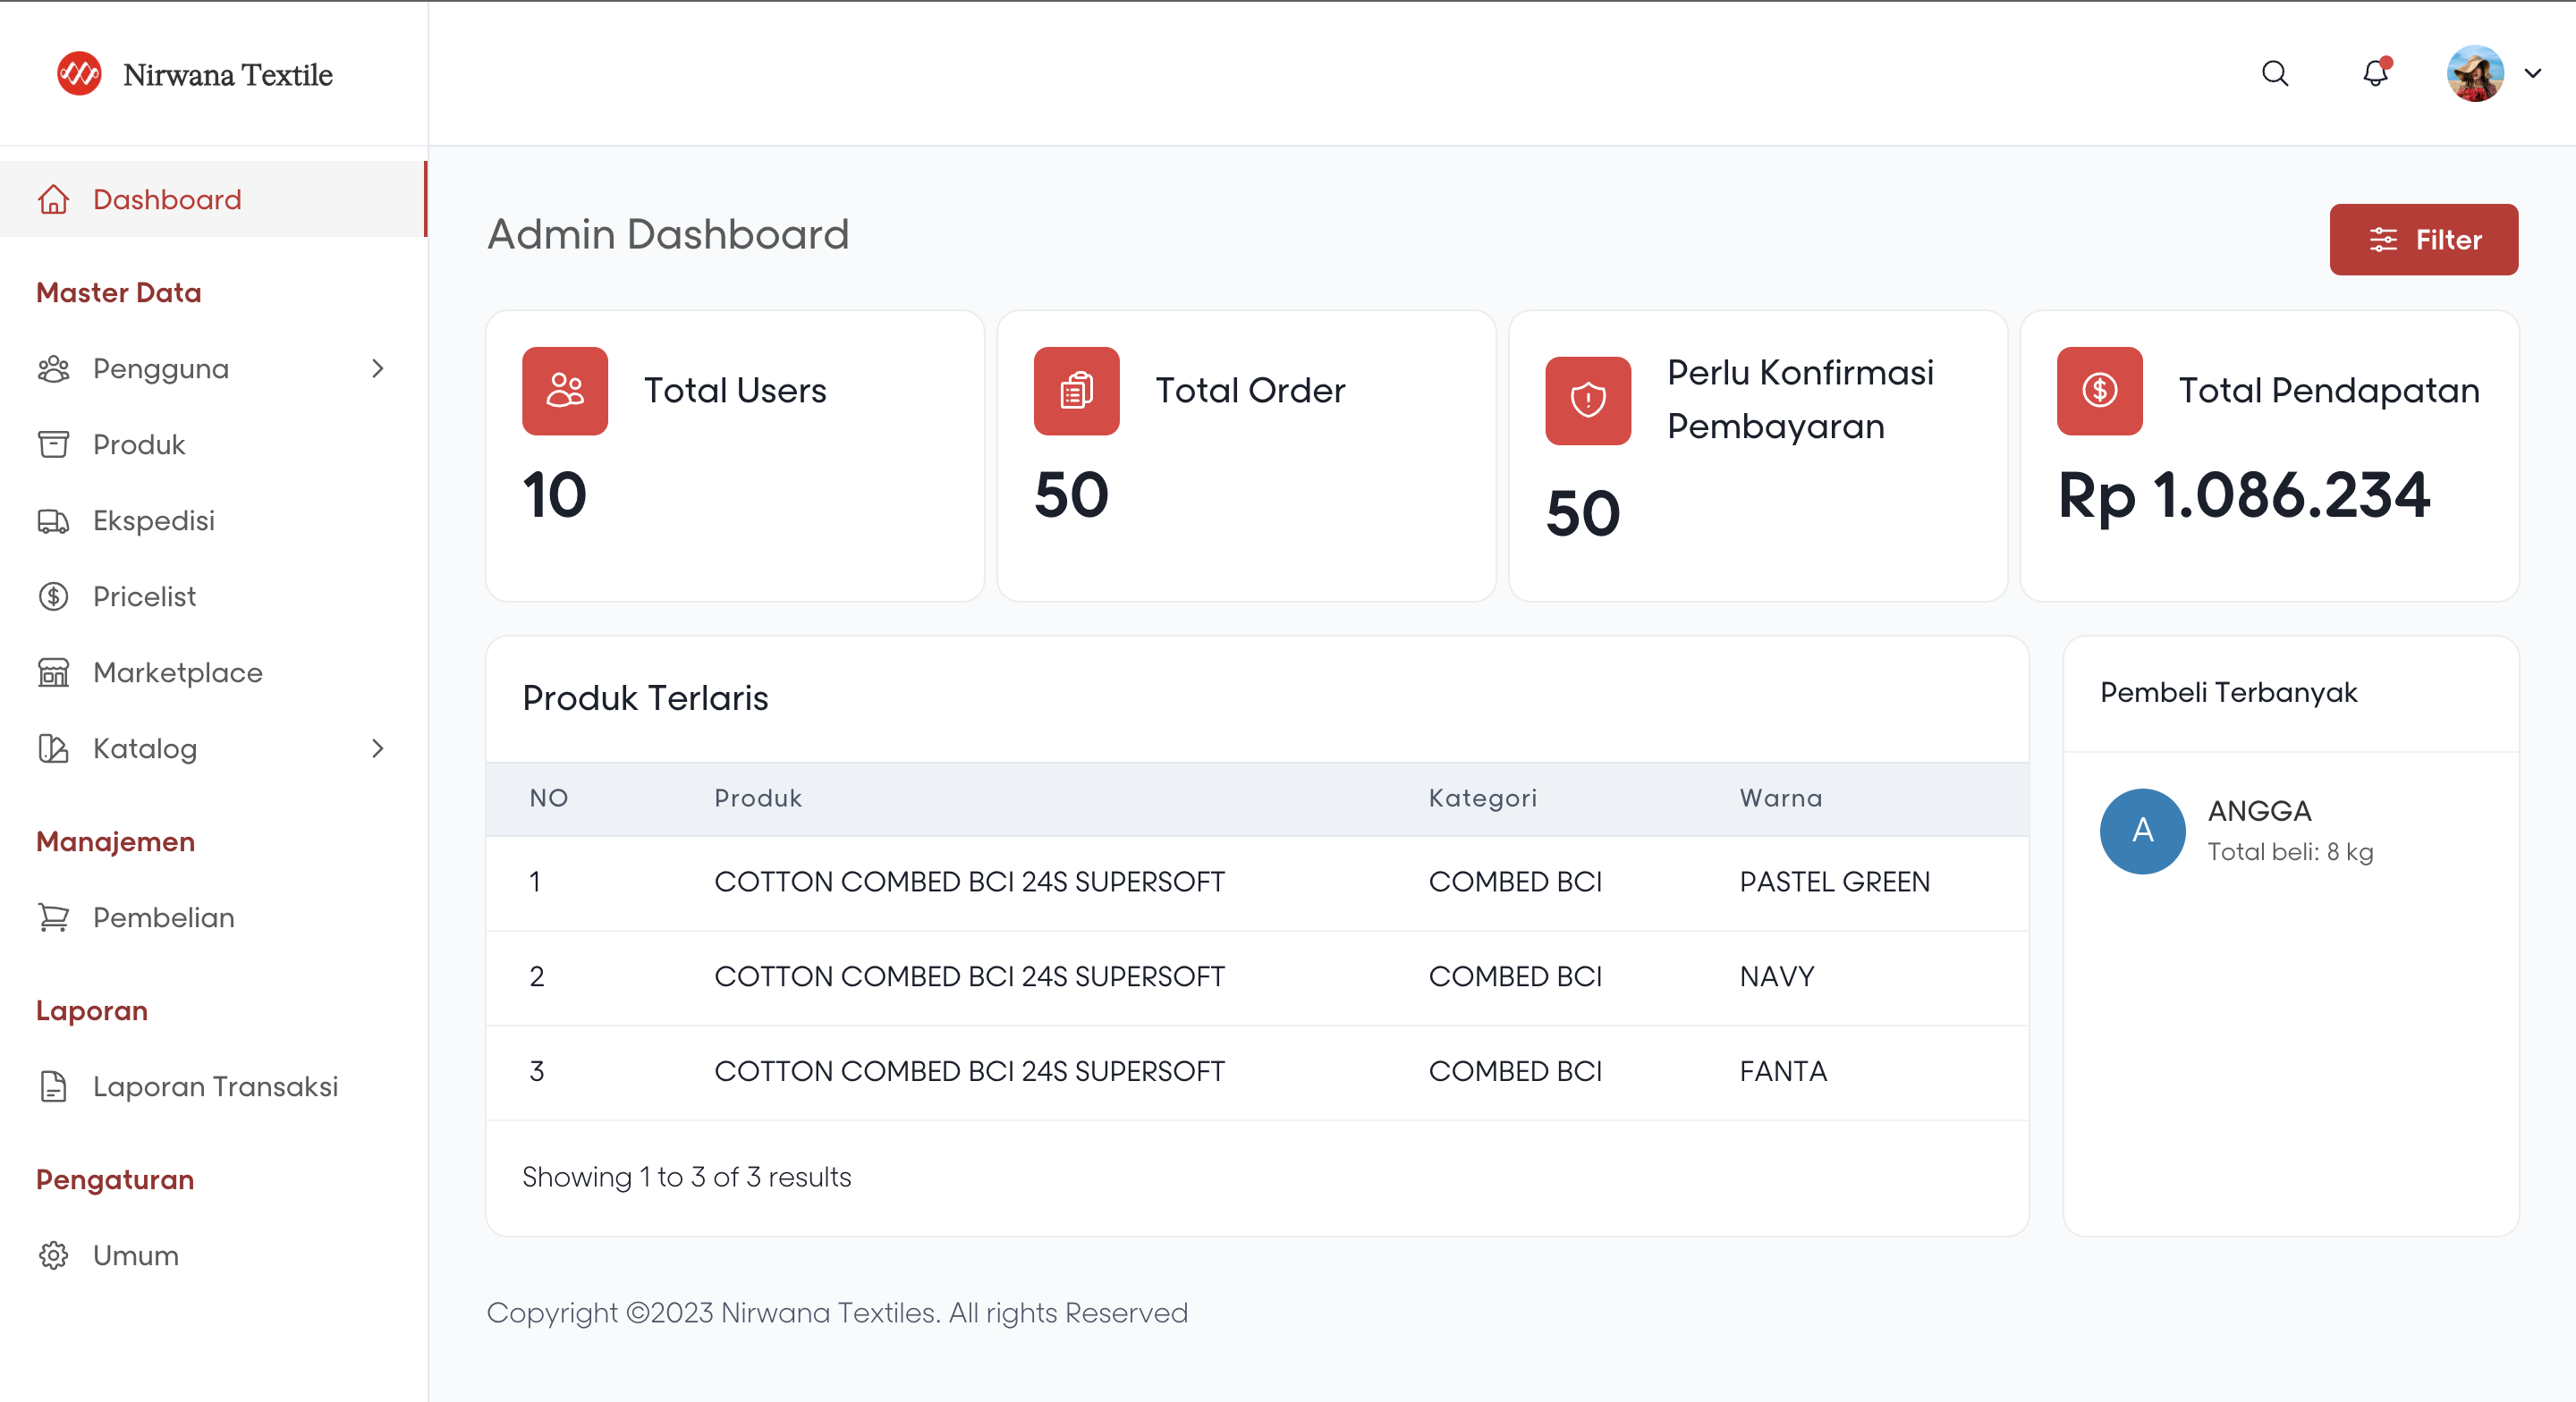 Nirwana Textile
Dashboard
Master Data
Pengguna
Produk
Ekspedisi
Pricelist
Marketplace
Katalog
Manajemen
Pembelian
Laporan
Laporan Transaksi
Pengaturan
Umum
Admin Dashboard
Filter
Total Users
10
Total Order
50
Perlu Konfirmasi
Pembayaran
50
Total Pendapatan
Rp 1.086.234
Produk Terlaris
NO Produk Kategori Warna
1 COTTON COMBED BCI 24S SUPERSOFT COMBED BCI PASTEL GREEN
2 COTTON COMBED BCI 24S SUPERSOFT COMBED BCI NAVY
3 COTTON COMBED BCI 24S SUPERSOFT COMBED BCI FANTA
Showing 1 to 3 of 3 results
Pembeli Terbanyak
A
ANGGA
Total beli: 8 kg
Copyright ©2023 Nirwana Textiles. All rights Reserved